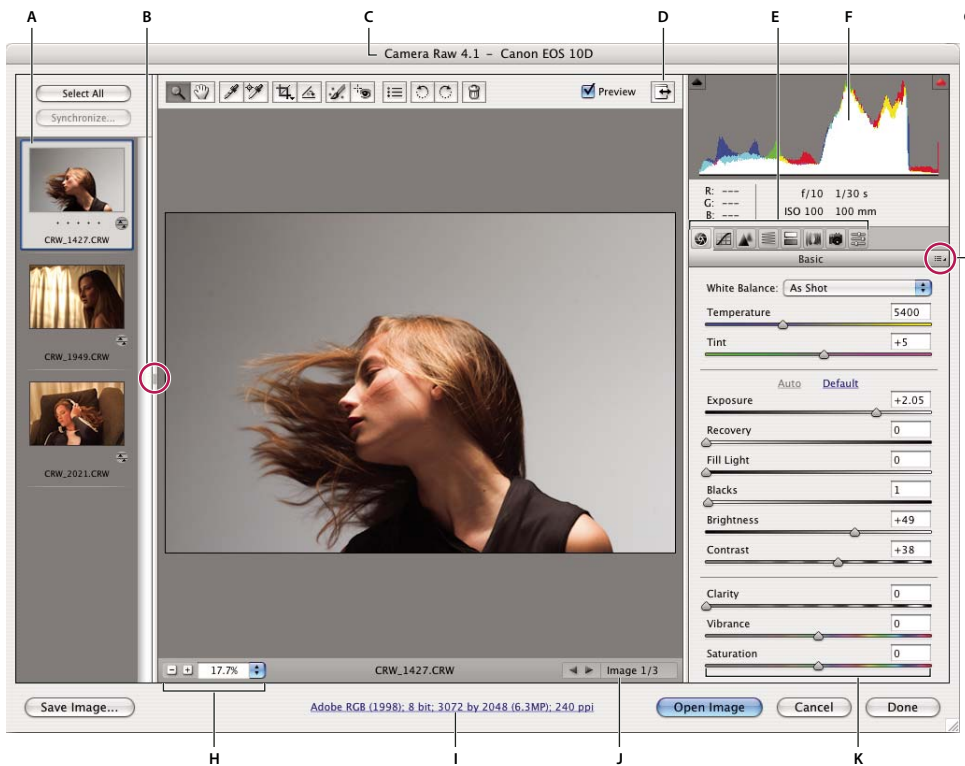 A B C D E F
Camera Raw 4.1 – Canon EOS 10D
Select All
Synchronize...
Preview
CRW_1427.CRW
CRW_1949.CRW
CRW_2021.CRW
R: ---
G: ---
B: ---
f/10 1/30 s
ISO 100 100 mm
Basic
White Balance: As Shot
Temperature 5400
Tint +5
Auto Default
Exposure +2.05
Recovery 0
Fill Light 0
Blacks 1
Brightness +49
Contrast +38
Clarity 0
Vibrance 0
Saturation 0
17.7% CRW_1427.CRW Image 1/3
Save Image... Adobe RGB (1998); 8 bit; 3072 by 2048 (6.3MP); 240 ppi Open Image Cancel Done
H I J K